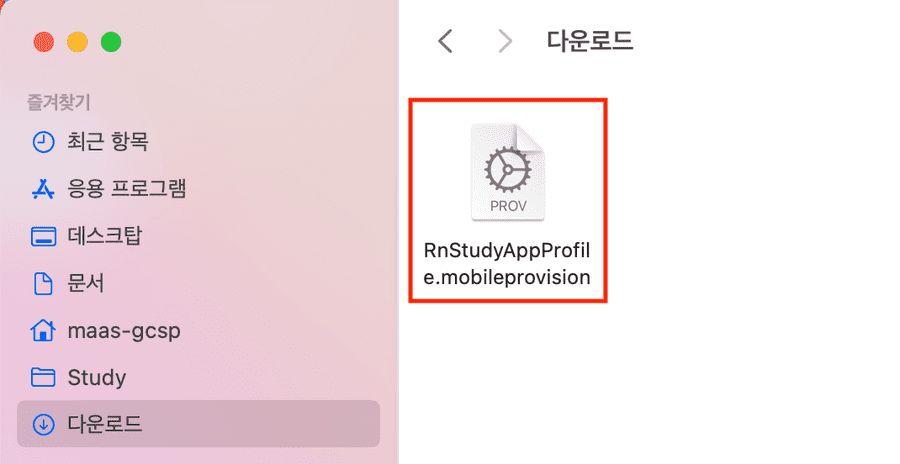 즐겨찾기
최근 항목
응용 프로그램
데스크탑
문서
maas-gcsp
Study
다운로드
다운로드
PROV
RnStudyAppProfil
e.mobileprovision